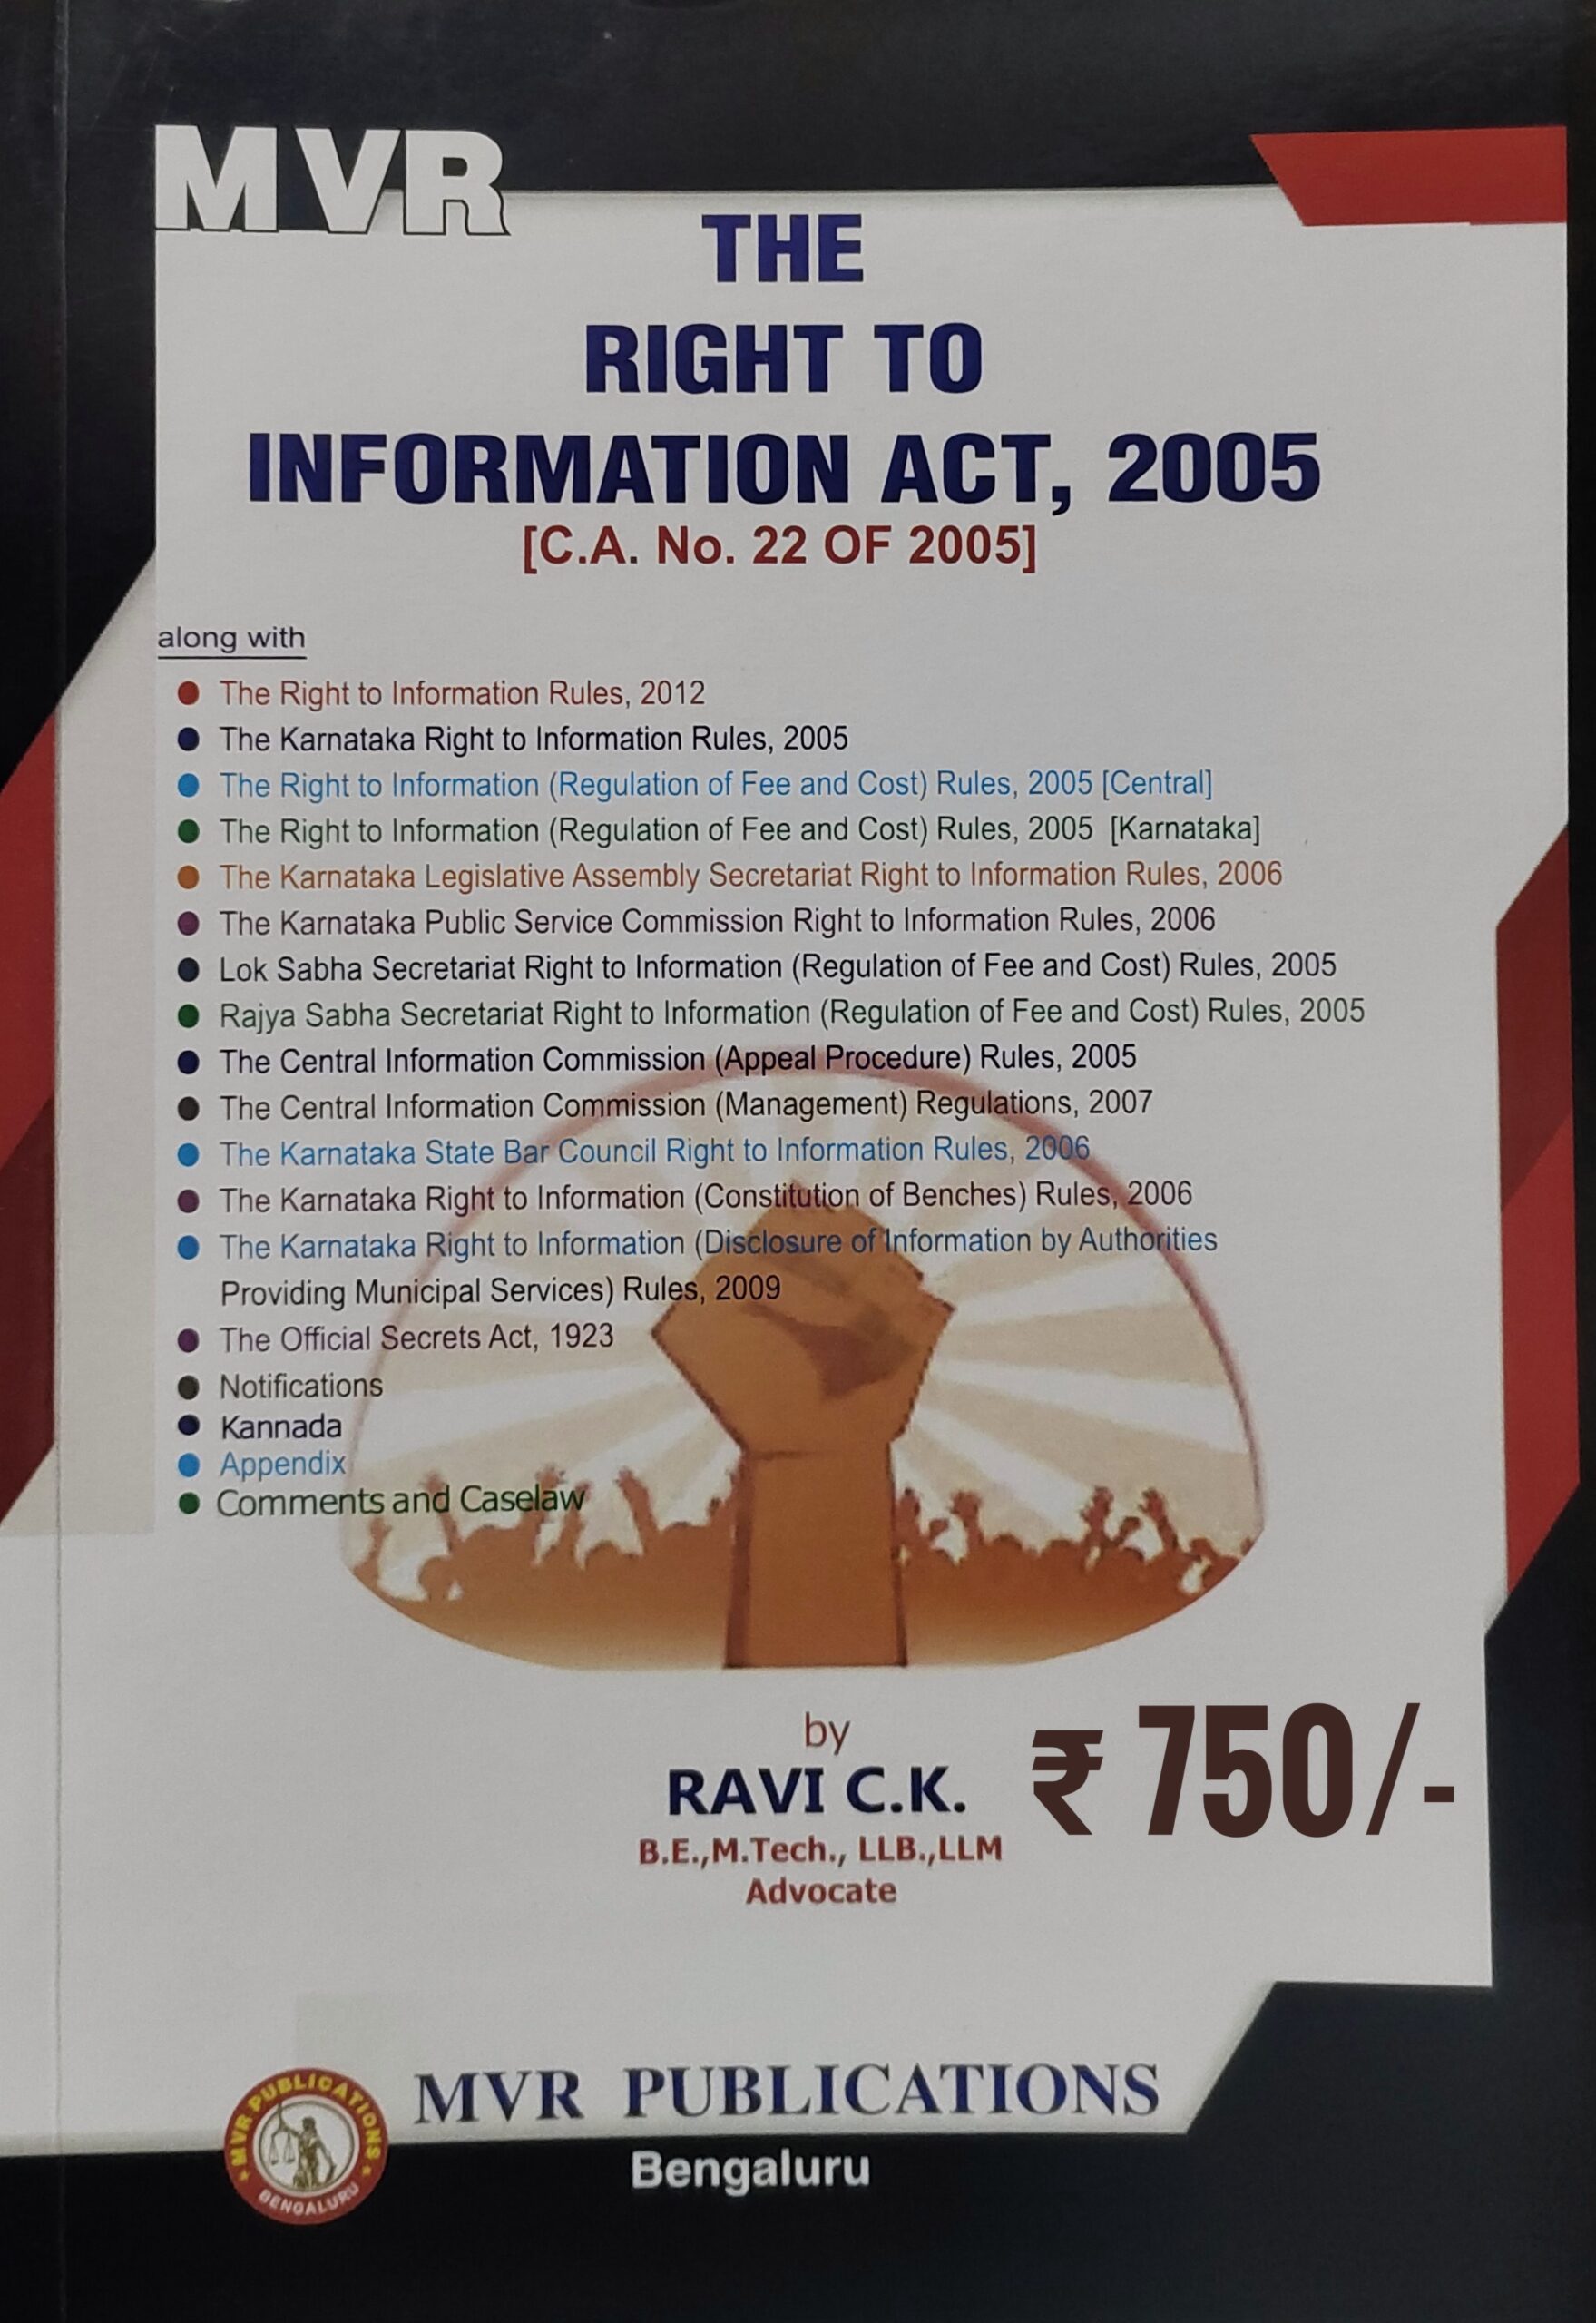 MVR
THE
RIGHT TO
INFORMATION ACT, 2005
[C.A. No. 22 OF 2005]
along with
● The Right to Information Rules, 2012
● The Karnataka Right to Information Rules, 2005
● The Right to Information (Regulation of Fee and Cost) Rules, 2005 [Central]
● The Right to Information (Regulation of Fee and Cost) Rules, 2005 [Karnataka]
● The Karnataka Legislative Assembly Secretariat Right to Information Rules, 2006
● The Karnataka Public Service Commission Right to Information Rules, 2006
● Lok Sabha Secretariat Right to Information (Regulation of Fee and Cost) Rules, 2005
● Rajya Sabha Secretariat Right to Information (Regulation of Fee and Cost) Rules, 2005
● The Central Information Commission (Appeal Procedure) Rules, 2005
● The Central Information Commission (Management) Regulations, 2007
● The Karnataka State Bar Council Right to Information Rules, 2006
● The Karnataka Right to Information (Constitution of Benches) Rules, 2006
● The Karnataka Right to Information (Disclosure of Information by Authorities
Providing Municipal Services) Rules, 2009
● The Official Secrets Act, 1923
● Notifications
● Kannada
● Appendix
● Comments and Caselaw
by
RAVI C.K.
₹ 750/-
B.E.,M.Tech., LLB.,LLM
Advocate
MVR PUBLICATIONS
BENGALURU
MVR PUBLICATIONS
Bengaluru